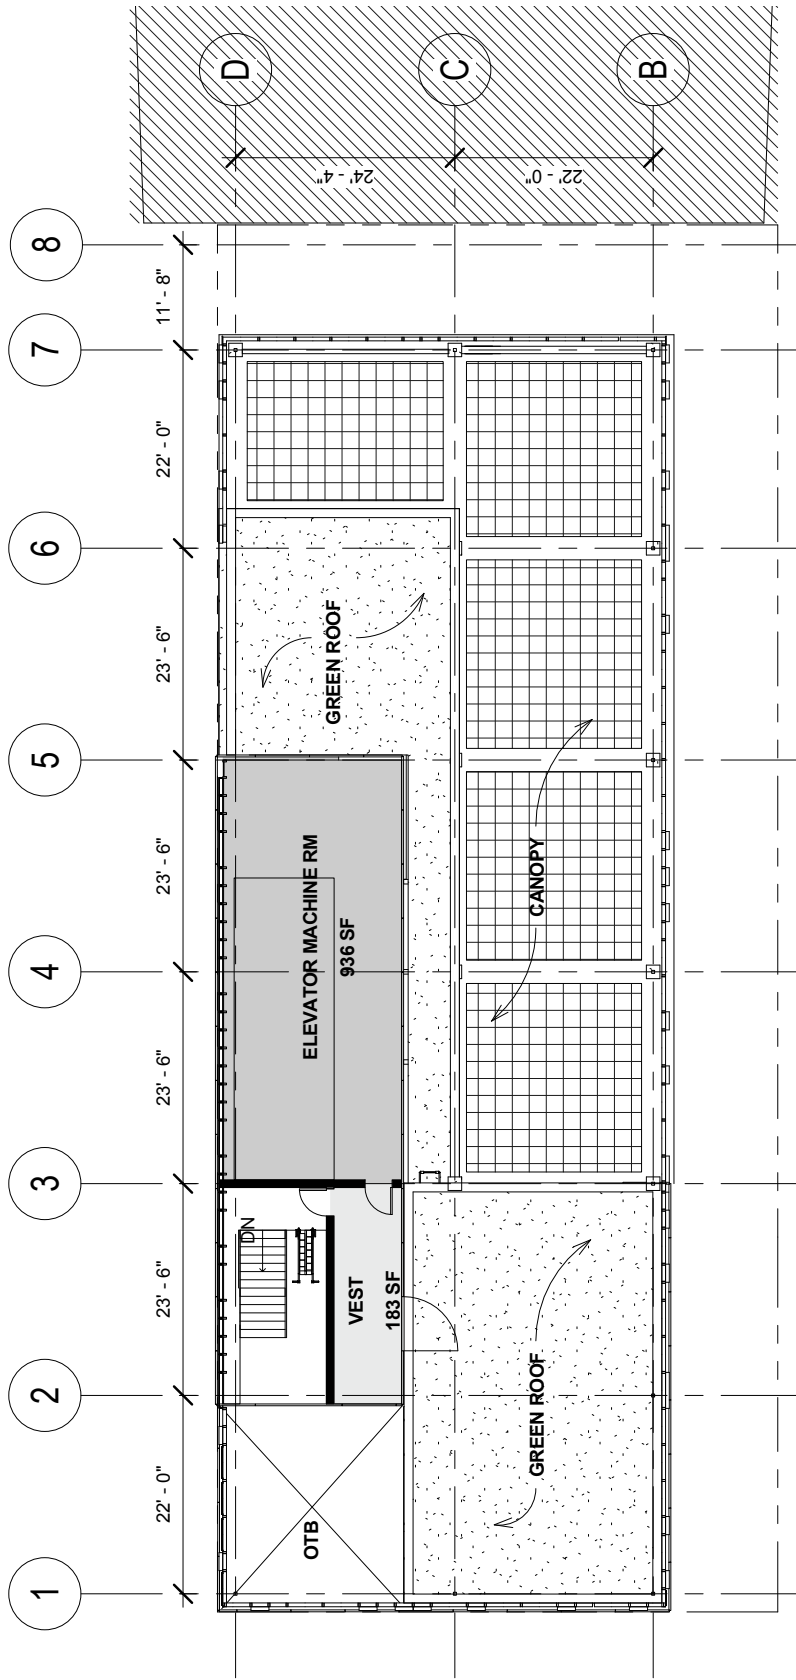 D
C
B
24' - 4"
22' - 0"
8
7
6
5
4
3
2
1
11' - 8"
22' - 0"
23' - 6"
23' - 6"
23' - 6"
23' - 6"
22' - 0"
GREEN ROOF
ELEVATOR MACHINE RM
936 SF
CANOPY
DN
VEST
183 SF
GREEN ROOF
OTB